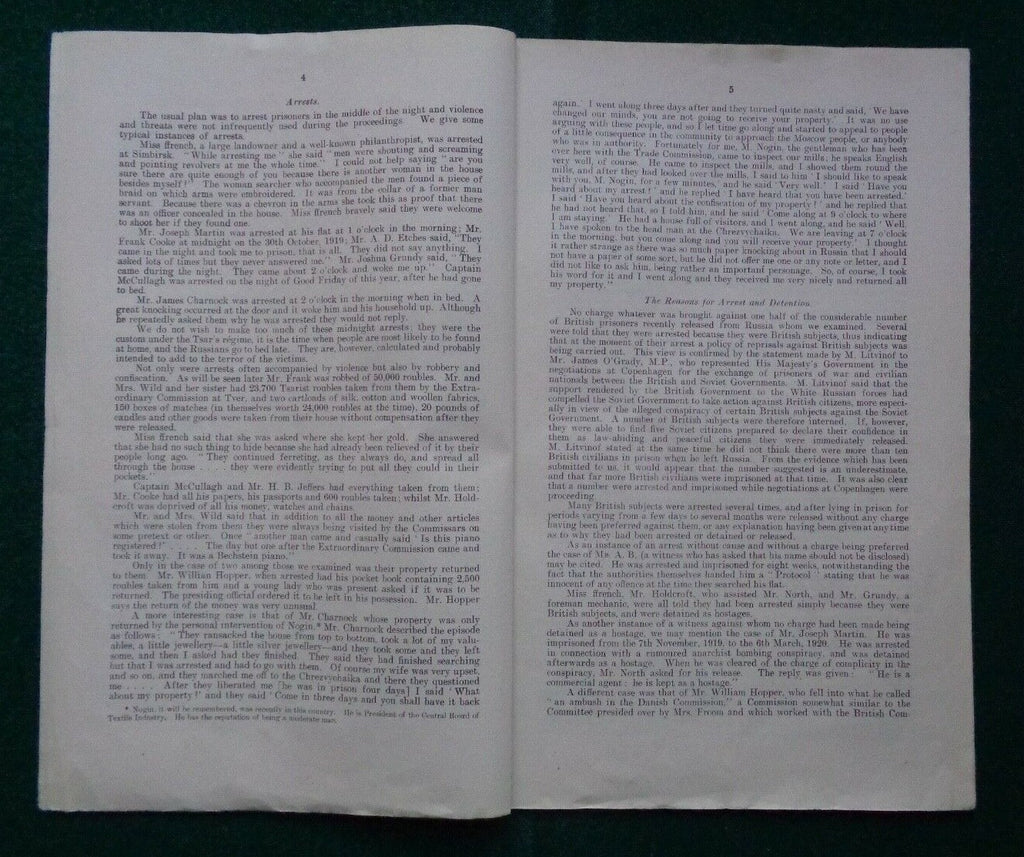 4
Arrests.
The usual plan was to arrest prisoners in the middle of the night and violence
and threats were not infrequently used during the proceedings. We give some
typical instances of arrests.
Miss ffrench, a large landowner and a well-known philanthropist, was arrested
at Simbirsk. "While arresting me" she said "men were shouting and screaming
and pointing revolvers at me the whole time." I could not help saying "are you
sure there are quite enough of you because there is another woman in the house
besides myself?" The woman searcher who accompanied the men found a piece of
braid on which arms were embroidered. It was from the collar of a former man
servant. Because there was a chevron in the arms she took this as proof that there
was an officer concealed in the house. Miss ffrench bravely said they were welcome
to shoot her if they found one.
Mr. Joseph Martin was arrested at his flat at 1 o'clock in the morning; Mr.
Frank Cooke at midnight on the 30th October, 1919; Mr. A. D. Etches said, "They
came in the night and took me to prison, that is all. They did not say anything. I
asked lots of times but they never answered me." Mr. Joshua Grundy said, "They
came during the night. They came about 2 o'clock and woke me up." Captain
McCullagh was arrested on the night of Good Friday of this year, after he had gone
to bed.
Mr. James Charnock was arrested at 2 o'clock in the morning when in bed. A
great knocking occurred at the door and it woke him and his household up. Although
he repeatedly asked them why he was arrested they would not reply.
We do not wish to make too much of these midnight arrests; they were the
custom under the Tsar's régime, it is the time when people are most likely to be found
at home, and the Russians go to bed late. They are, however, calculated and probably
intended to add to the terror of the victims.
Not only were arrests often accompanied by violence but also by robbery and
confiscation. As will be seen later Mr. Frank was robbed of 50,000 roubles. Mr. and
Mrs. Wild and her sister had 23,700 Tsarist roubles taken from them by the Extra-
ordinary Commission at Tver, and two cartloads of silk, cotton and woollen fabrics,
150 boxes of matches (in themselves worth 24,000 roubles at the time), 20 pounds of
candles and other goods were taken from their house without compensation after they
were released.
Miss ffrench said that she was asked where she kept her gold. She answered
that she had no such thing to hide because she had already been relieved of it by their
people long ago. "They continued ferreting, as they always do, and spread all
through the house . . . . they were evidently trying to put all they could in their
pockets."
Captain McCullagh and Mr. H. B. Jeffers had everything taken from them;
Mr. Cooke had all his papers, his passports and 600 roubles taken; whilst Mr. Hold-
croft was deprived of all his money, watches and chains.
Mr. and Mrs. Wild said that in addition to all the money and other articles
which were stolen from them they were always being visited by the Commissars on
some pretext or other. Once "another man came and casually said 'Is this piano
registered?' . . . . The day but one after the Extraordinary Commission came and
took it away. It was a Bechstein piano."
Only in the case of two among those we examined was their property returned
to them. Mr. William Hopper, when arrested had his pocket book containing 2,500
roubles taken from him and a young lady who was present asked if it was to be
returned. The presiding official ordered it to be left in his possession. Mr. Hopper
says the return of the money was very unusual.
A more interesting case is that of Mr. Charnock whose property was only
returned by the personal intervention of Nogin.* Mr. Charnock described the episode
as follows: "They ransacked the house from top to bottom, took a lot of my valu-
ables, a little jewellery—a little silver jewellery—and they took some and they left
some, and then I asked had they finished. They said they had finished searching
but that I was arrested and had to go with them. Of course my wife was very upset,
and so on, and they marched me off to the Chrezvychaika and there they questioned
me . . . . . After they liberated me [he was in prison four days] I said 'What
about my property?' and they said 'Come in three days and you shall have it back
* Nogin, it will be remembered, was recently in this country. He is President of the Central Board of
Textile Industry. He has the reputation of being a moderate man.
5
again.' I went along three days after and they turned quite nasty and said, 'We have
changed our minds, you are not going to receive your property.' It was no use
arguing with these people, and so I let time go along and started to appeal to people
of a little consequence in the community to approach the Moscow people, or anybody
who was in authority. Fortunately for me, M. Nogin, the gentleman who has been
over here with the Trade Commission, came to inspect our mills; he speaks English
very well, of course. He came to inspect the mills, and I showed them round the
mills, and after they had looked over the mills, I said to him 'I should like to speak
with you, M. Nogin, for a few minutes,' and he said 'Very well.' I said 'Have you
heard about my arrest?' and he replied 'I have heard that you have been arrested.'
I said 'Have you heard about the confiscation of my property?' and he replied that
he had not heard that, so I told him, and he said 'Come along at 9 o'clock to where
I am staying.' He had a house full of visitors, and I went along, and he said 'Well,
I have spoken to the head man at the Chrezvychaika. We are leaving at 7 o'clock
in the morning, but you come along and you will receive your property.' I thought
it rather strange as there was so much paper knocking about in Russia that I should
not have a paper of some sort, but he did not offer me one or any note or letter, and I
did not like to ask him, being rather an important personage. So, of course, I took
his word for it and I went along and they received me very nicely and returned all
my property."
The Reasons for Arrest and Detention.
No charge whatever was brought against one half of the considerable number
of British prisoners recently released from Russia whom we examined. Several
were told that they were arrested because they were British subjects, thus indicating
that at the moment of their arrest a policy of reprisals against British subjects was
being carried out. This view is confirmed by the statement made by M. Litvinof to
Mr. James O'Grady, M.P., who represented His Majesty's Government in the
negotiations at Copenhagen for the exchange of prisoners of war and civilian
nationals between the British and Soviet Governments. M. Litvinof said that the
support rendered by the British Government to the White Russian forces had
compelled the Soviet Government to take action against British citizens, more especi-
ally in view of the alleged conspiracy of certain British subjects against the Soviet
Government. A number of British subjects were therefore interned. If, however,
they were able to find five Soviet citizens prepared to declare their confidence in
them as law-abiding and peaceful citizens they were immediately released.
M. Litvinof stated at the same time he did not think there were more than ten
British civilians in prison when he left Russia. From the evidence which has been
submitted to us, it would appear that the number suggested is an underestimate,
and that far more British civilians were imprisoned at that time. It was also clear
that a number were arrested and imprisoned while negotiations at Copenhagen were
proceeding.
Many British subjects were arrested several times, and after lying in prison for
periods varying from a few days to several months were released without any charge
having been preferred against them, or any explanation having been given at any time
as to why they had been arrested or detained or released.
As an instance of an arrest without cause and without a charge being preferred
the case of Mr. A. B. (a witness who has asked that his name should not be disclosed)
may be cited. He was arrested and imprisoned for eight weeks, notwithstanding the
fact that the authorities themselves handed him a "Protocol" stating that he was
innocent of any offence at the time they searched his flat.
Miss ffrench, Mr. Holdcroft, who assisted Mr. North, and Mr. Grundy, a
foreman mechanic, were all told they had been arrested simply because they were
British subjects, and were detained as hostages.
As another instance of a witness against whom no charge had been made being
detained as a hostage, we may mention the case of Mr. Joseph Martin. He was
imprisoned from the 7th November, 1919, to the 6th March, 1920. He was arrested
in connection with a rumoured anarchist bombing conspiracy, and was detained
afterwards as a hostage. When he was cleared of the charge of complicity in the
conspiracy, Mr. North asked for his release. The reply was given: "He is a
commercial agent; he is kept as a hostage."
A different case was that of Mr. William Hopper, who fell into what he called
"an ambush in the Danish Commission," a Commission somewhat similar to the
Committee presided over by Mrs. Froom and which worked with the British Com-